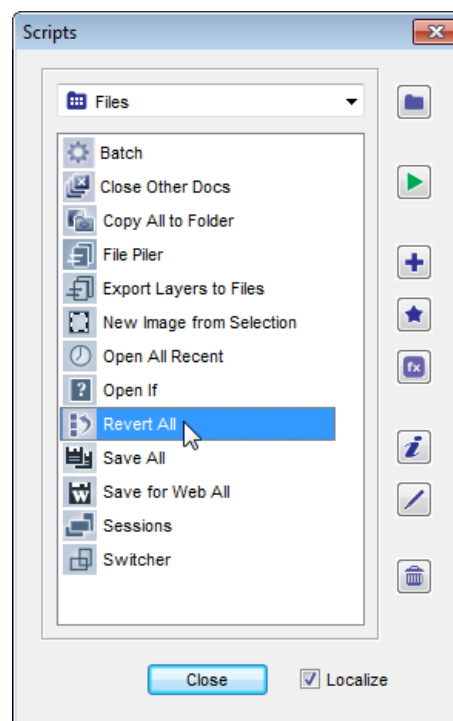 Scripts
Files
Batch
Close Other Docs
Copy All to Folder
File Piler
Export Layers to Files
New Image from Selection
Open All Recent
Open If
Revert All
Save All
Save for Web All
Sessions
Switcher
Close
Localize